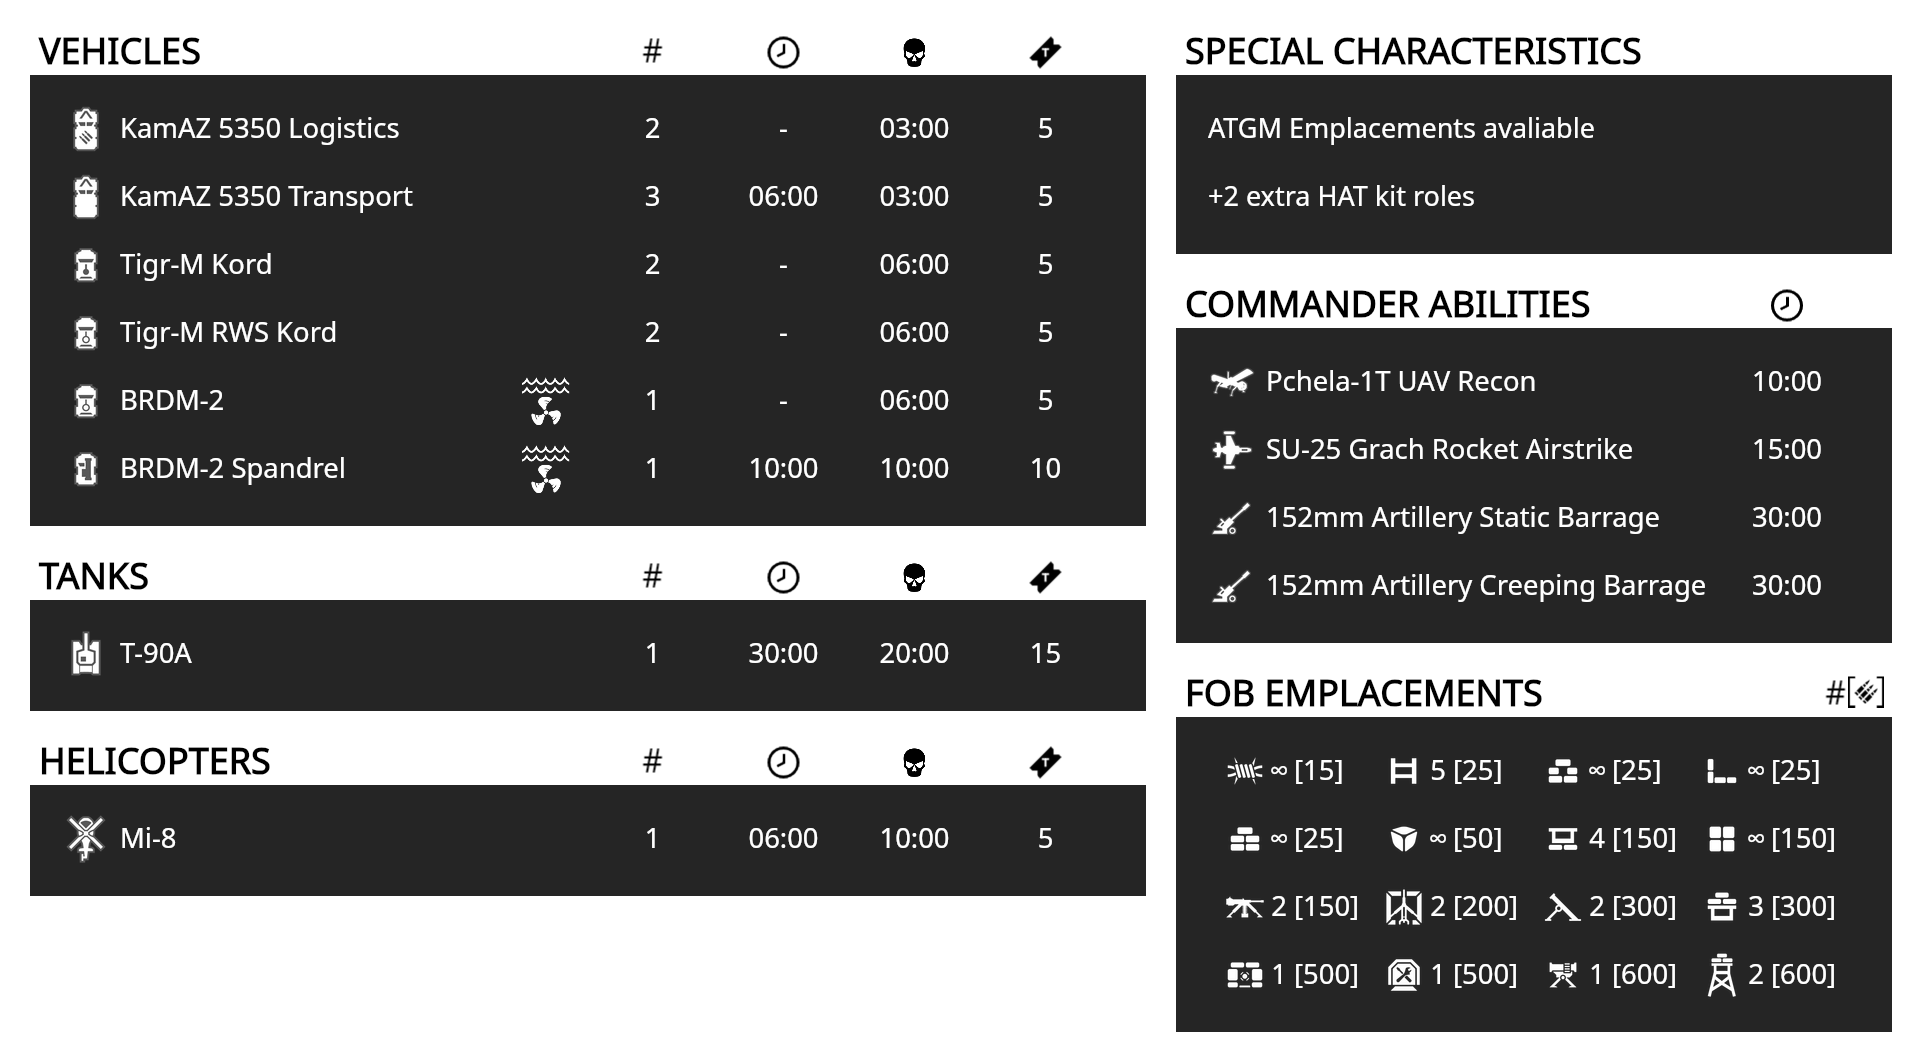 VEHICLES #
KamAZ 5350 Logistics 2 - 03:00 5
KamAZ 5350 Transport 3 06:00 03:00 5
Tigr-M Kord 2 - 06:00 5
Tigr-M RWS Kord 2 - 06:00 5
BRDM-2 1 - 06:00 5
BRDM-2 Spandrel 1 10:00 10:00 10
TANKS #
T-90A 1 30:00 20:00 15
HELICOPTERS #
Mi-8 1 06:00 10:00 5
SPECIAL CHARACTERISTICS
ATGM Emplacements avaliable
+2 extra HAT kit roles
COMMANDER ABILITIES
Pchela-1T UAV Recon 10:00
SU-25 Grach Rocket Airstrike 15:00
152mm Artillery Static Barrage 30:00
152mm Artillery Creeping Barrage 30:00
FOB EMPLACEMENTS #[ ]
∞ [15] 5 [25] ∞ [25] ∞ [25]
∞ [25] ∞ [50] 4 [150] ∞ [150]
2 [150] 2 [200] 2 [300] 3 [300]
1 [500] 1 [500] 1 [600] 2 [600]